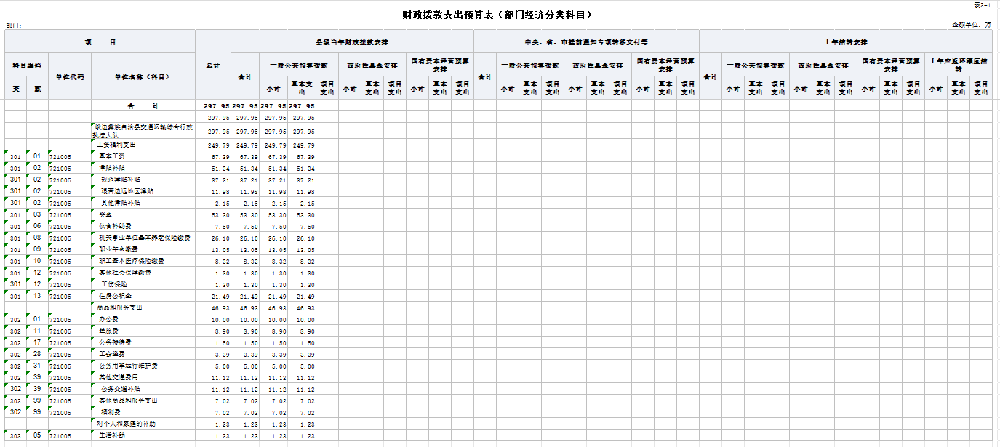 表2-1
财政拨款支出预算表（部门经济分类科目）
部门:
金额单位：万
项 目 总计 县级当年财政拨款安排 中央、省、市提前通知专项转移支付等 上年结转安排
科目编码 单位代码 单位名称（科目） 合计 一般公共预算拨款 政府性基金安排 国有资本经营预算安排 合计 一般公共预算拨款 政府性基金安排 国有资本经营预算安排 合计 一般公共预算拨款 政府性基金安排 国有资本经营预算安排 上年应返还额度结转
类 款 小计 基本支出 项目支出 小计 基本支出 项目支出 小计 基本支出 项目支出 小计 基本支出 项目支出 小计 基本支出 项目支出 小计 基本支出 项目支出 小计 基本支出 项目支出 小计 基本支出 项目支出 小计 基本支出 项目支出 小计 基本支出 项目支出
合 计 297.95 297.95 297.95 297.95
297.95 297.95 297.95 297.95
峨边彝族自治县交通运输综合行政执法大队 297.95 297.95 297.95 297.95
工资福利支出 249.79 249.79 249.79 249.79
301 01 721005 基本工资 67.39 67.39 67.39 67.39
301 02 721005 津贴补贴 51.34 51.34 51.34 51.34
301 02 721005 规范津贴补贴 37.21 37.21 37.21 37.21
301 02 721005 艰苦边远地区津贴 11.98 11.98 11.98 11.98
301 02 721005 其他津贴补贴 2.15 2.15 2.15 2.15
301 03 721005 奖金 53.30 53.30 53.30 53.30
301 06 721005 伙食补助费 7.50 7.50 7.50 7.50
301 08 721005 机关事业单位基本养老保险缴费 26.10 26.10 26.10 26.10
301 09 721005 职业年金缴费 13.05 13.05 13.05 13.05
301 10 721005 职工基本医疗保险缴费 8.32 8.32 8.32 8.32
301 12 721005 其他社会保障缴费 1.30 1.30 1.30 1.30
301 12 721005 工伤保险 1.30 1.30 1.30 1.30
301 13 721005 住房公积金 21.49 21.49 21.49 21.49
商品和服务支出 46.93 46.93 46.93 46.93
302 01 721005 办公费 10.00 10.00 10.00 10.00
302 11 721005 差旅费 8.90 8.90 8.90 8.90
302 17 721005 公务接待费 1.50 1.50 1.50 1.50
302 28 721005 工会经费 3.39 3.39 3.39 3.39
302 31 721005 公务用车运行维护费 5.00 5.00 5.00 5.00
302 39 721005 其他交通费用 11.12 11.12 11.12 11.12
302 39 721005 公务交通补贴 11.12 11.12 11.12 11.12
302 99 721005 其他商品和服务支出 7.02 7.02 7.02 7.02
302 99 721005 福利费 7.02 7.02 7.02 7.02
对个人和家庭的补助 1.23 1.23 1.23 1.23
303 05 721005 生活补助 1.23 1.23 1.23 1.23